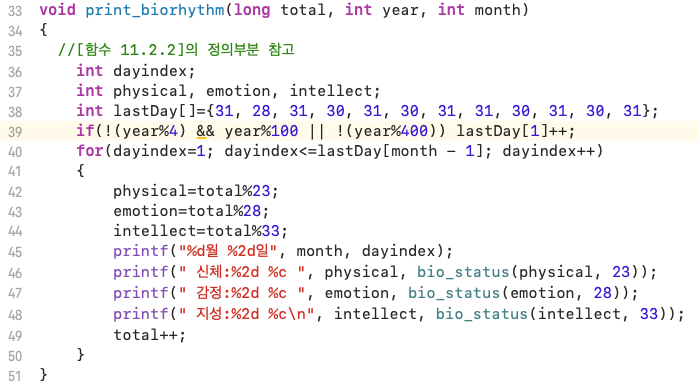 33 void print_biorhythm(long total, int year, int month)
34 {
35 //[함수 11.2.2]의 정의부분 참고
36 int dayindex;
37 int physical, emotion, intellect;
38 int lastDay[]={31, 28, 31, 30, 31, 30, 31, 31, 30, 31, 30, 31};
39 if(!(year%4) && year%100 || !(year%400)) lastDay[1]++;
40 for(dayindex=1; dayindex<=lastDay[month - 1]; dayindex++)
41 {
42 physical=total%23;
43 emotion=total%28;
44 intellect=total%33;
45 printf("%d월 %2d일", month, dayindex);
46 printf(" 신체:%2d %c ", physical, bio_status(physical, 23));
47 printf(" 감정:%2d %c ", emotion, bio_status(emotion, 28));
48 printf(" 지성:%2d %c\n", intellect, bio_status(intellect, 33));
49 total++;
50 }
51 }